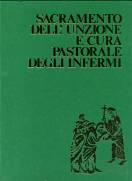 SACRAMENTO
DELL' UNZIONE
E CURA
PASTORALE
DEGLI INFERMI